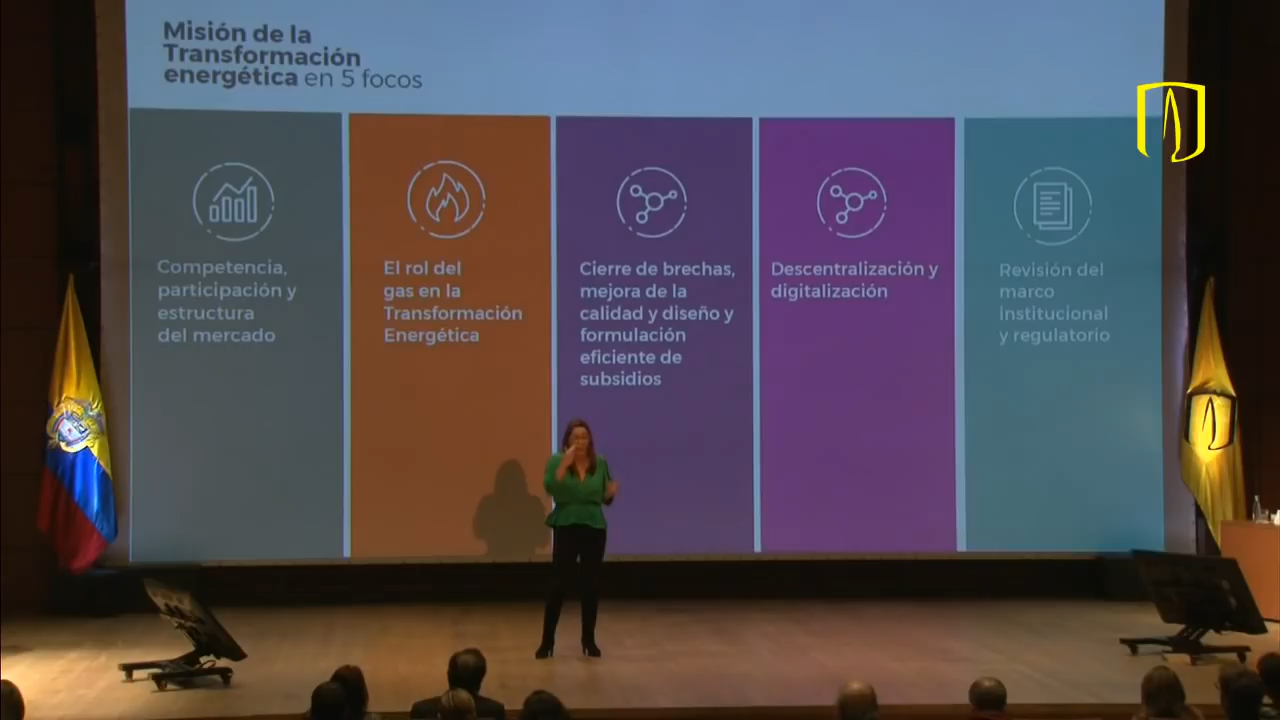 Misión de la
Transformación
energética en 5 focos
Competencia,
participación y
estructura
del mercado
El rol del
gas en la
Transformación
Energética
Cierre de brechas,
mejora de la
calidad y diseño y
formulación
eficiente de
subsidios
Descentralización y
digitalización
Revisión del
marco
institucional
y regulatorio